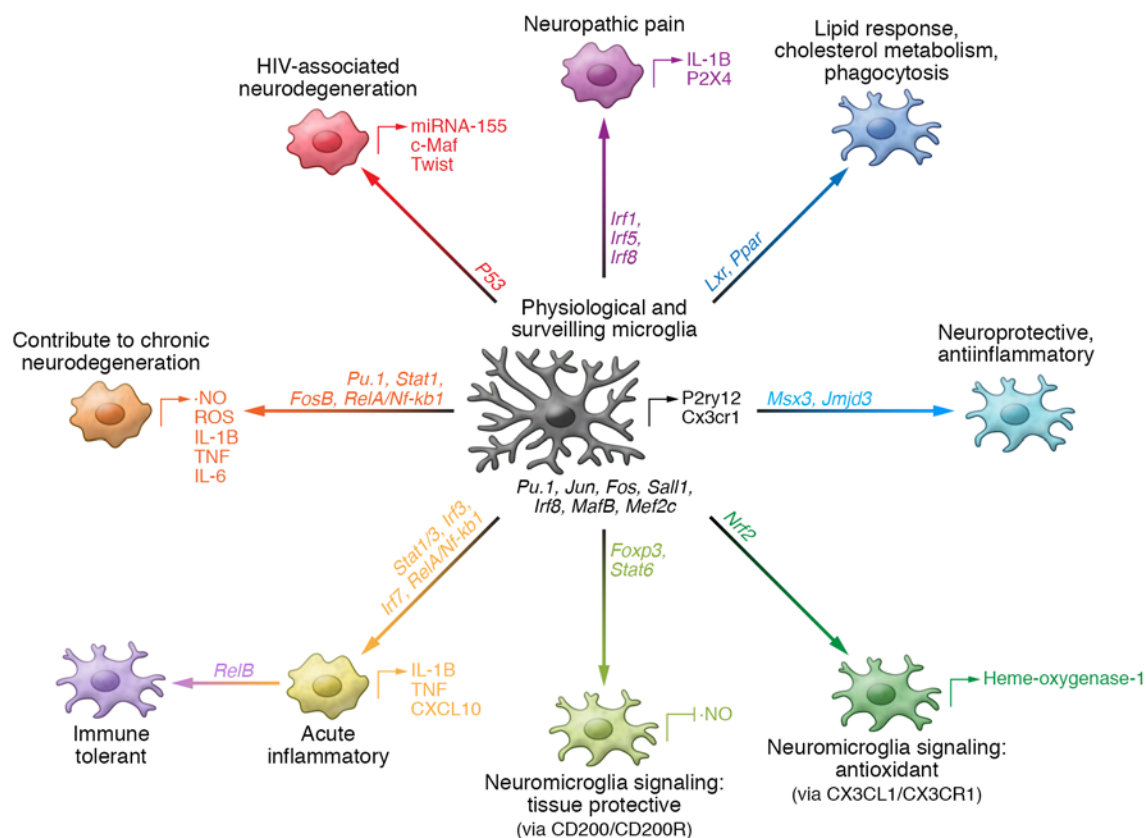 Neuropathic pain
IL-1B
P2X4
Lipid response,
cholesterol metabolism,
phagocytosis
HIV-associated
neurodegeneration
miRNA-155
c-Maf
Twist
Irf1,
Irf5,
Irf8
P53
Lxr, Ppar
Physiological and
surveilling microglia
P2ry12
Cx3cr1
Pu.1, Jun, Fos, Sall1,
Irf8, MafB, Mef2c
Contribute to chronic
neurodegeneration
·NO
ROS
IL-1B
TNF
IL-6
Pu.1, Stat1,
FosB, RelA/Nf-kb1
Msx3, Jmjd3
Neuroprotective,
antiinflammatory
Stat1/3, Irf3,
Irf7, RelA/Nf-kb1
Foxp3,
Stat6
Nrf2
RelB
Immune
tolerant
IL-1B
TNF
CXCL10
Acute
inflammatory
·NO
Neuromicroglia signaling:
tissue protective
(via CD200/CD200R)
Heme-oxygenase-1
Neuromicroglia signaling:
antioxidant
(via CX3CL1/CX3CR1)